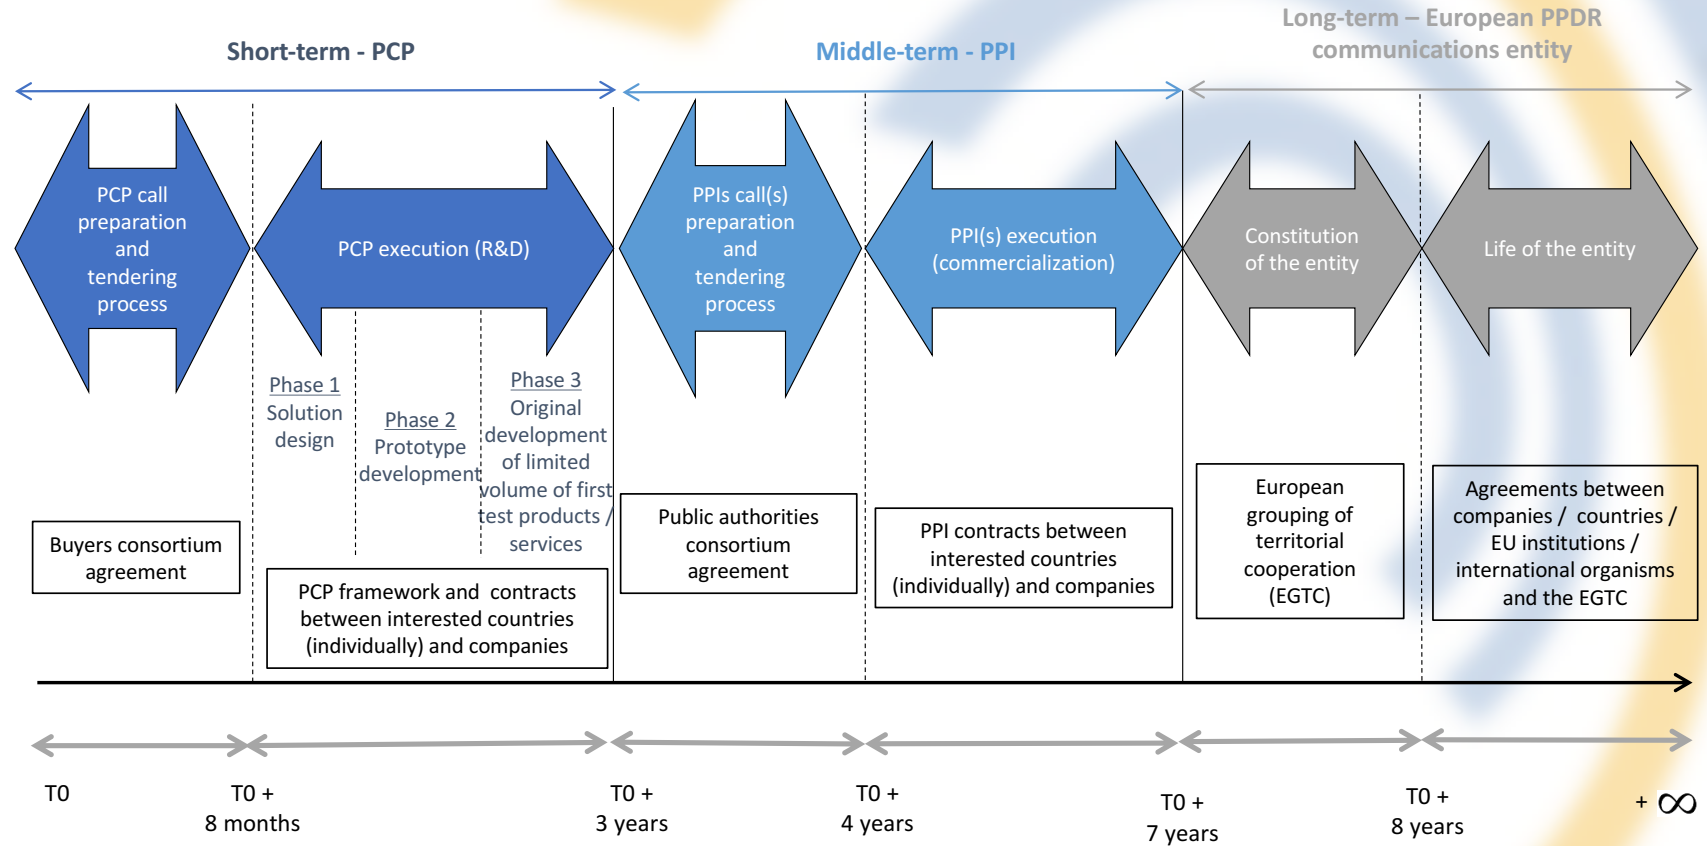 Short-term - PCP
Middle-term - PPI
Long-term – European PPDR
communications entity
PCP call
preparation
and
tendering
process
PCP execution (R&D)
PPIs call(s)
preparation
and
tendering
process
PPI(s) execution
(commercialization)
Constitution
of the entity
Life of the entity
Phase 1
Solution
design
Phase 2
Prototype
development
Phase 3
Original
development
of limited
volume of first
test products /
services
Buyers consortium
agreement
PCP framework and contracts
between interested countries
(individually) and companies
Public authorities
consortium
agreement
PPI contracts between
interested countries
(individually) and companies
European
grouping of
territorial
cooperation
(EGTC)
Agreements between
companies / countries /
EU institutions /
international organisms
and the EGTC
T0
T0 +
8 months
T0 +
3 years
T0 +
4 years
T0 +
7 years
T0 +
8 years
+ ∞